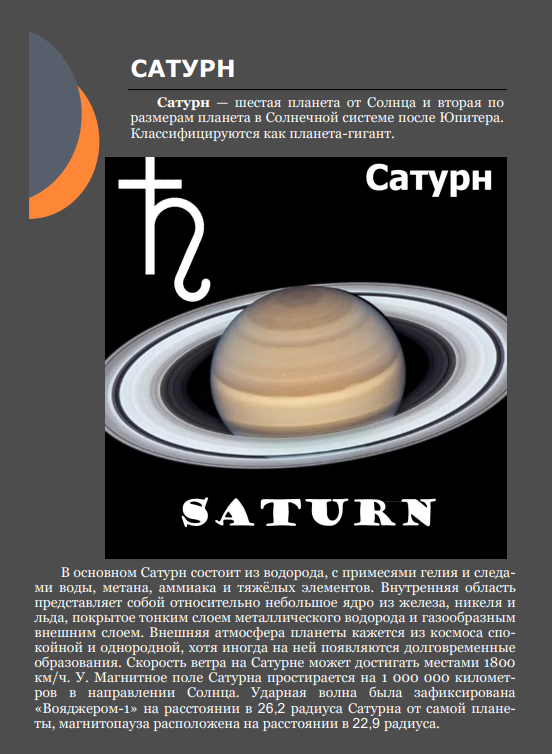 САТУРН
Сатурн — шестая планета от Солнца и вторая по
размерам планета в Солнечной системе после Юпитера.
Классифицируются как планета-гигант.
Сатурн
SATURN
В основном Сатурн состоит из водорода, с примесями гелия и следа-
ми воды, метана, аммиака и тяжёлых элементов. Внутренняя область
представляет собой относительно небольшое ядро из железа, никеля и
льда, покрытое тонким слоем металлического водорода и газообразным
внешним слоем. Внешняя атмосфера планеты кажется из космоса спо-
койной и однородной, хотя иногда на ней появляются долговременные
образования. Скорость ветра на Сатурне может достигать местами 1800
км/ч. У. Магнитное поле Сатурна простирается на 1 000 000 километ-
ров в направлении Солнца. Ударная волна была зафиксирована
«Вояджером-1» на расстоянии в 26,2 радиуса Сатурна от самой плане-
ты, магнитопауза расположена на расстоянии в 22,9 радиуса.